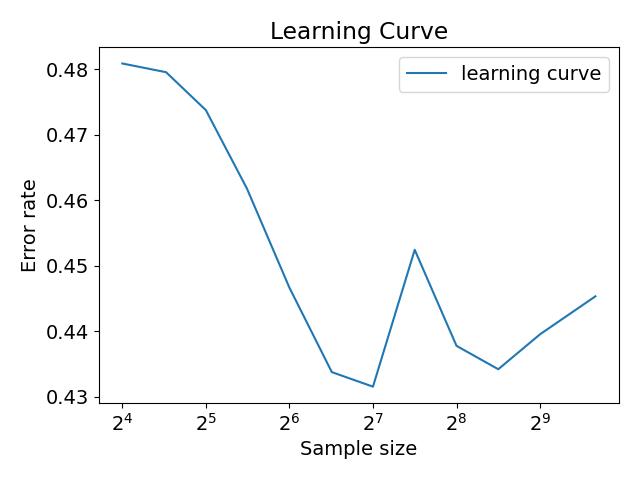 Learning Curve
learning curve
Error rate
0.48
0.47
0.46
0.45
0.44
0.43
2⁴ 2⁵ 2⁶ 2⁷ 2⁸ 2⁹
Sample size